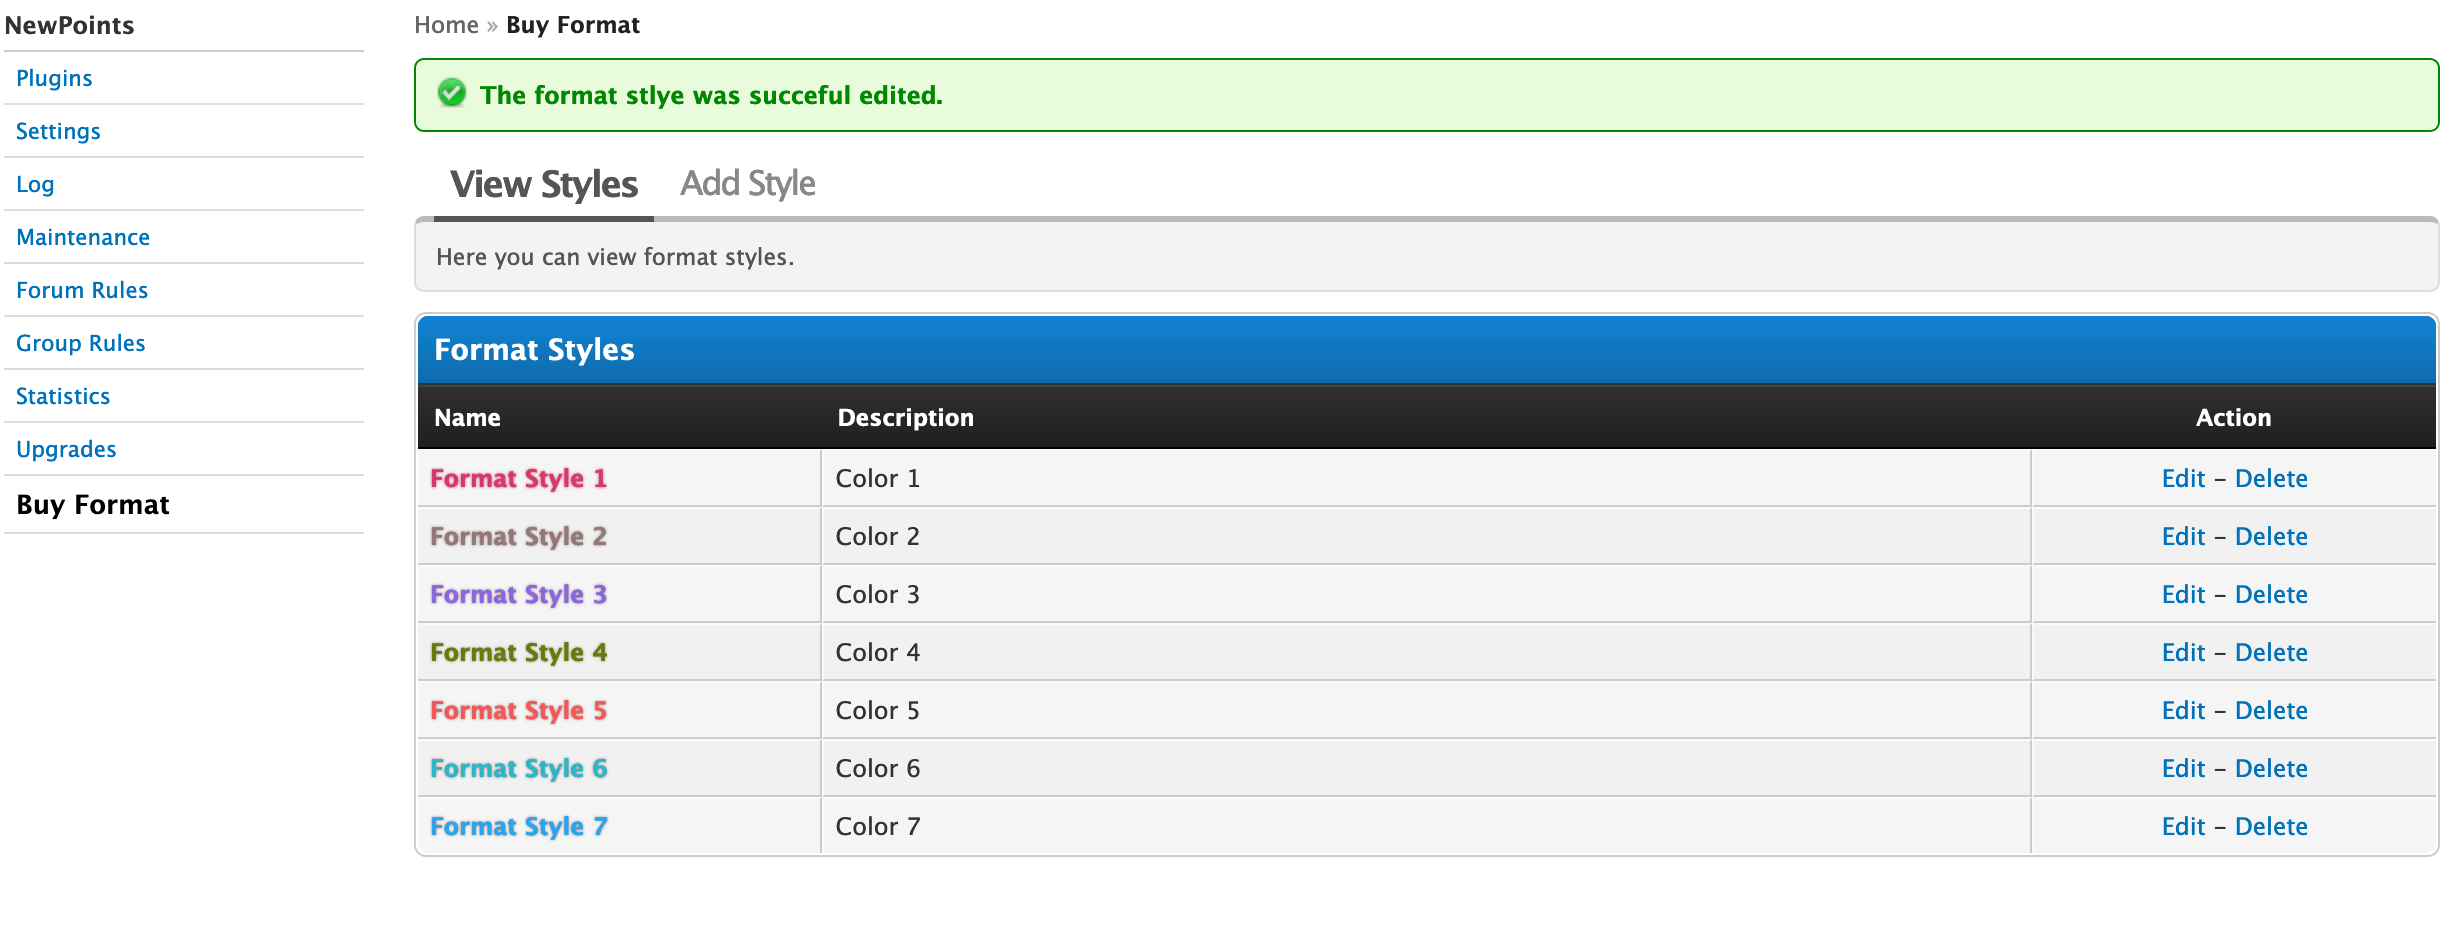 NewPoints
Plugins
Settings
Log
Maintenance
Forum Rules
Group Rules
Statistics
Upgrades
Buy Format
Home » Buy Format
The format stlye was succeful edited.
View Styles Add Style
Here you can view format styles.
Format Styles
Name Description Action
Format Style 1 Color 1 Edit – Delete
Format Style 2 Color 2 Edit – Delete
Format Style 3 Color 3 Edit – Delete
Format Style 4 Color 4 Edit – Delete
Format Style 5 Color 5 Edit – Delete
Format Style 6 Color 6 Edit – Delete
Format Style 7 Color 7 Edit – Delete